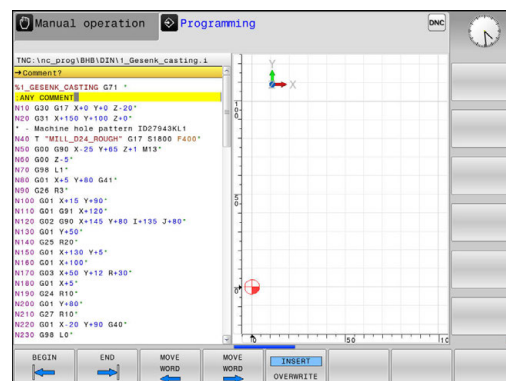 Manual operation
Programming
DNC
TNC:\nc_prog\BHB\DIN\1_Gesenk_casting.i
→Comment?
%1_GESENK_CASTING G71 *
;ANY COMMENT
N10 G30 G17 X+0 Y+0 Z-20*
N20 G31 X+150 Y+100 Z+0*
* - Machine hole pattern ID27943KL1
N40 T "MILL_D24_ROUGH" G17 S1800 F400*
N50 G00 G90 X-25 Y+65 Z+1 M13*
N60 G00 Z-5*
N70 G98 L1*
N80 G01 X+5 Y+80 G41*
N90 G26 R3*
N100 G01 X+15 Y+90*
N110 G01 G91 X+120*
N120 G02 G90 X+145 Y+80 I+135 J+80*
N130 G01 Y+50*
N140 G25 R20*
N150 G01 X+130 Y+5*
N160 G01 X+100*
N170 G03 X+50 Y+12 R+30*
N180 G01 X+5*
N190 G24 R10*
N200 G01 Y+80*
N210 G27 R10*
N220 G01 X-20 Y+90 G40*
N230 G98 L0*
Y
X
100
50
0
0
50
10
BEGIN
END
MOVE WORD
MOVE WORD
INSERT
OVERWRITE